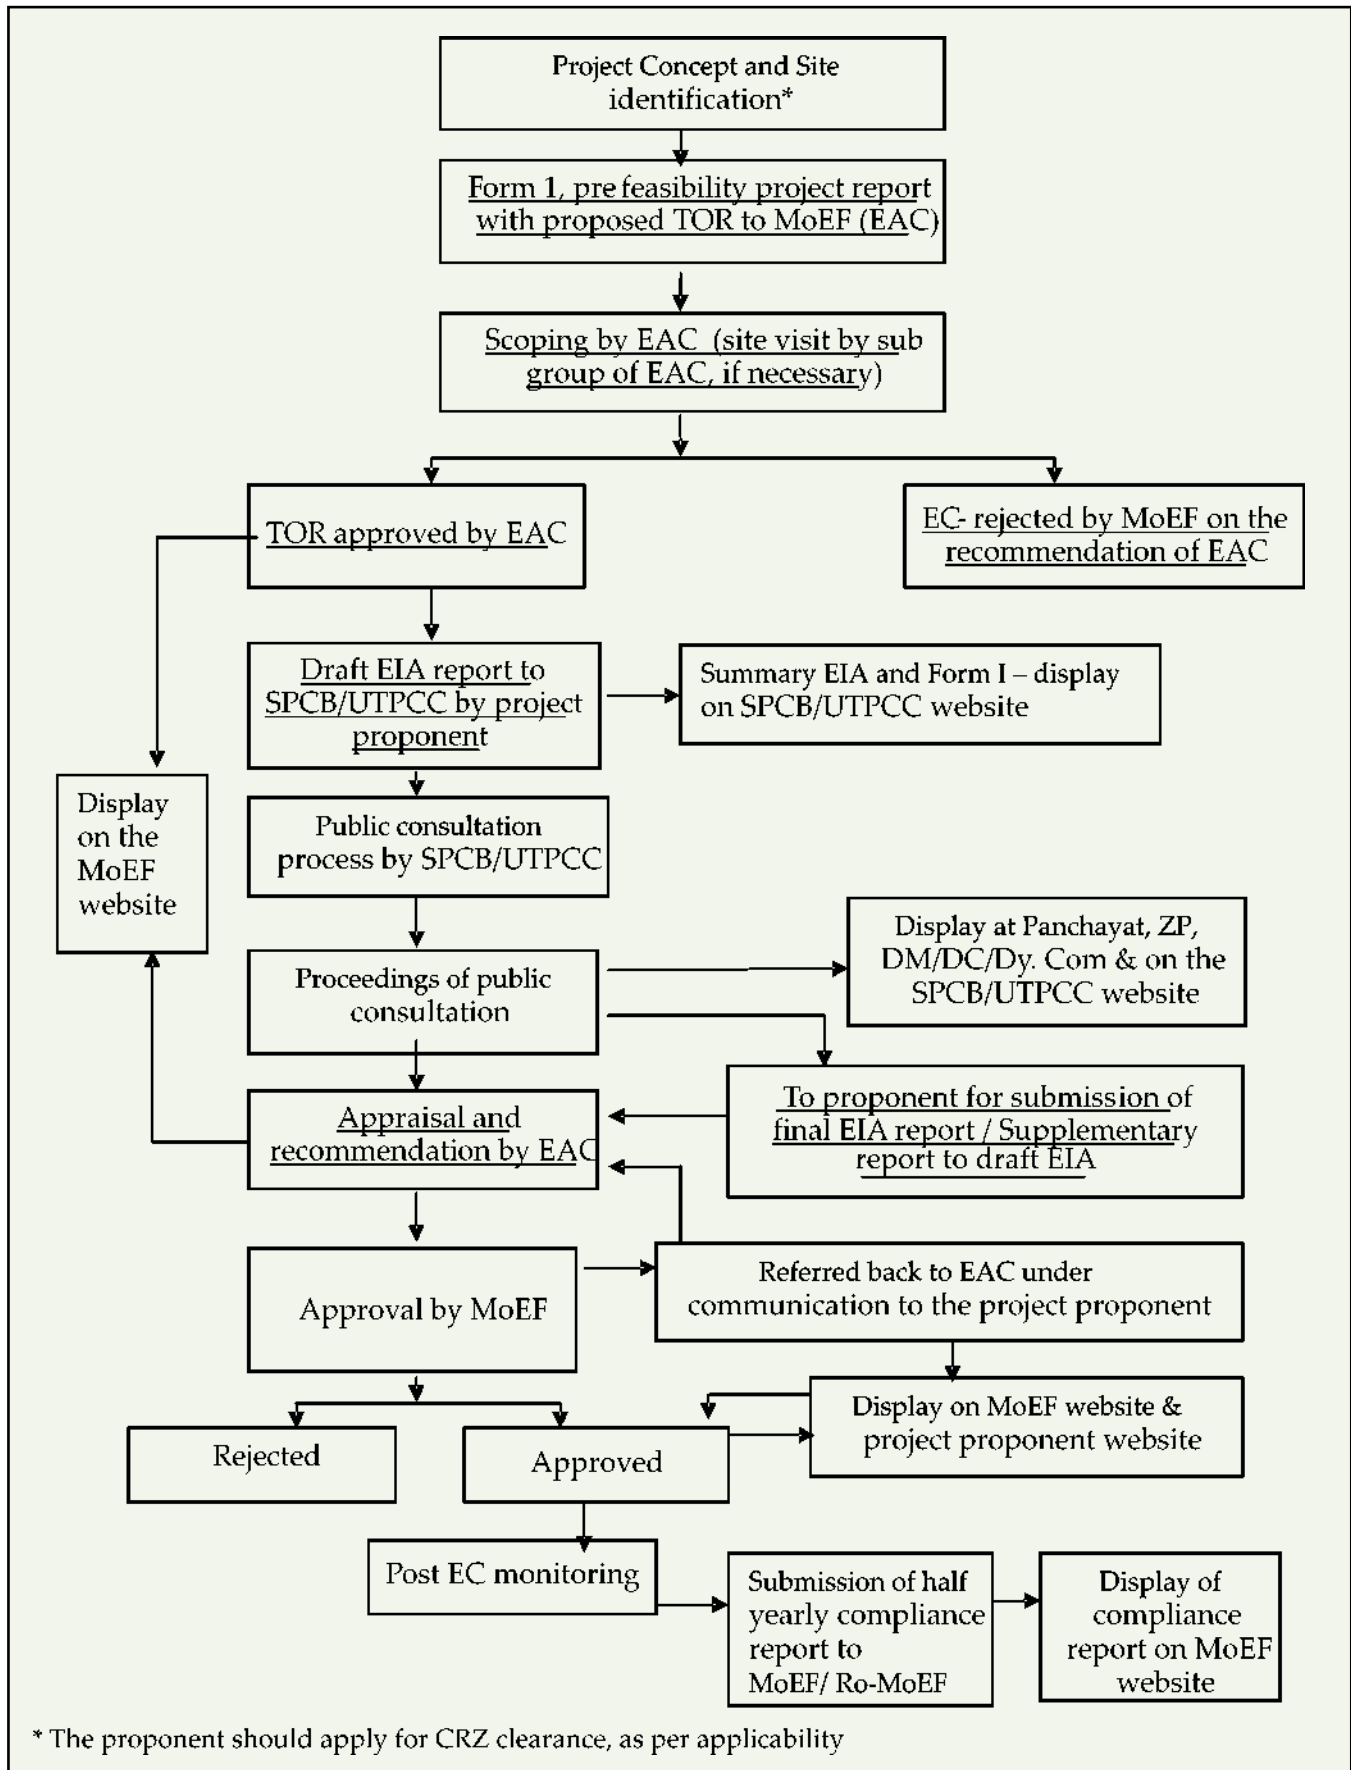 Project Concept and Site
identification*
Form 1, pre feasibility project report
with proposed TOR to MoEF (EAC)
Scoping by EAC (site visit by sub
group of EAC, if necessary)
TOR approved by EAC
EC- rejected by MoEF on the
recommendation of EAC
Draft EIA report to
SPCB/UTPCC by project
proponent
Summary EIA and Form I – display
on SPCB/UTPCC website
Display
on the
MoEF
website
Public consultation
process by SPCB/UTPCC
Proceedings of public
consultation
Display at Panchayat, ZP,
DM/DC/Dy. Com & on the
SPCB/UTPCC website
Appraisal and
recommendation by EAC
To proponent for submission of
final EIA report / Supplementary
report to draft EIA
Approval by MoEF
Referred back to EAC under
communication to the project proponent
Display on MoEF website &
project proponent website
Rejected
Approved
Post EC monitoring
Submission of half
yearly compliance
report to
MoEF/ Ro-MoEF
Display of
compliance
report on MoEF
website
* The proponent should apply for CRZ clearance, as per applicability